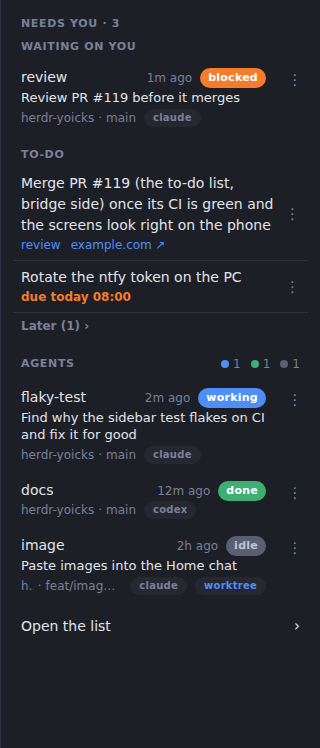 NEEDS YOU · 3
WAITING ON YOU
review 1m ago blocked ⋮
Review PR #119 before it merges
herdr-yoicks · main claude
TO-DO
Merge PR #119 (the to-do list,
bridge side) once its CI is green and ⋮
the screens look right on the phone
review example.com ↗
Rotate the ntfy token on the PC ⋮
due today 08:00
Later (1) ›
AGENTS 1 1 1
flaky-test 2m ago working ⋮
Find why the sidebar test flakes on CI
and fix it for good
herdr-yoicks · main claude
docs 12m ago done ⋮
herdr-yoicks · main codex
image 2h ago idle ⋮
Paste images into the Home chat
h. · feat/imag… claude worktree
Open the list ›